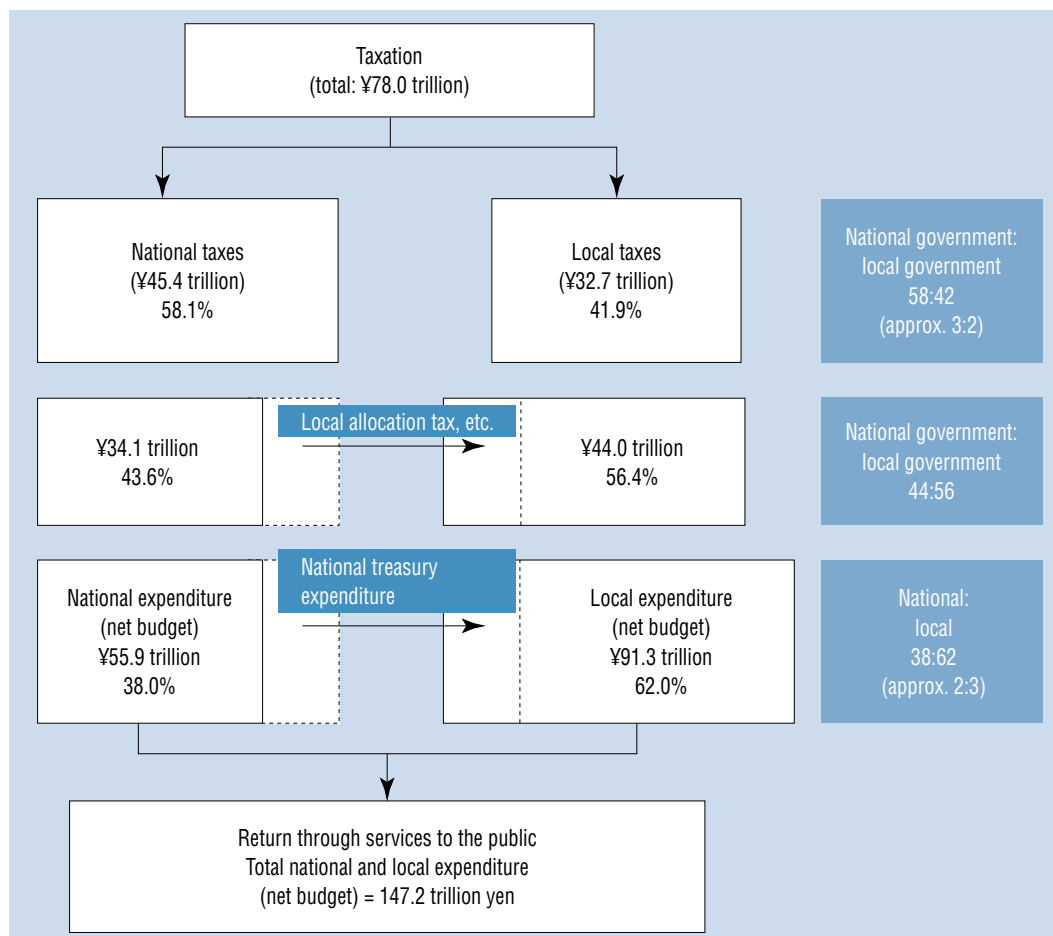 Taxation
(total: ¥78.0 trillion)
National taxes
(¥45.4 trillion)
58.1%
Local taxes
(¥32.7 trillion)
41.9%
National government:
local government
58:42
(approx. 3:2)
¥34.1 trillion
43.6%
Local allocation tax, etc.
¥44.0 trillion
56.4%
National government:
local government
44:56
National expenditure
(net budget)
¥55.9 trillion
38.0%
National treasury
expenditure
Local expenditure
(net budget)
¥91.3 trillion
62.0%
National:
local
38:62
(approx. 2:3)
Return through services to the public
Total national and local expenditure
(net budget) = 147.2 trillion yen